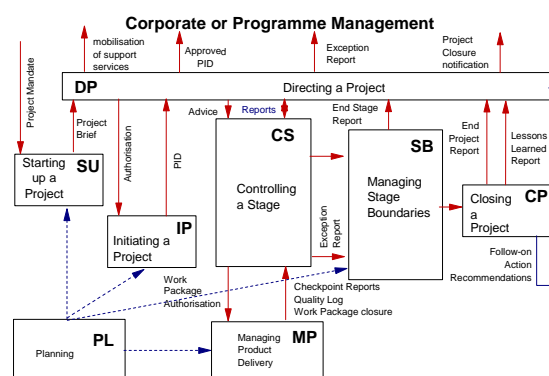 Corporate or Programme Management
mobilisation
of support
services
Approved
PID
Exception
Report
Project
Closure
notification
Project Mandate
DP
Directing a Project
Project
Brief
Authorisation
PID
Advice
Reports
End Stage
Report
End
Project
Report
Lessons
Learned
Report
SU
Starting
up a
Project
CS
Controlling
a Stage
SB
Managing
Stage
Boundaries
CP
Closing
a
Project
IP
Initiating a
Project
Exception
Report
Follow-on
Action
Recommendations
Work
Package
Authorisation
Checkpoint Reports
Quality Log
Work Package closure
PL
Planning
Managing
Product
Delivery
MP